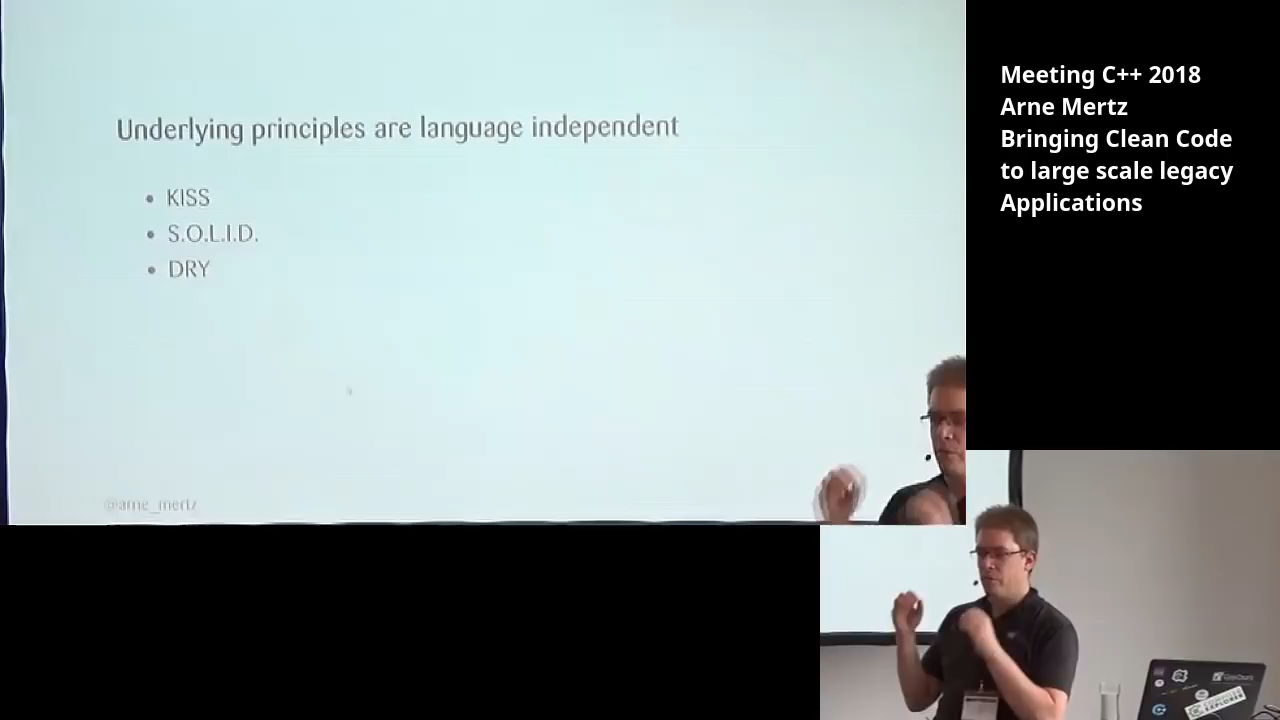 Underlying principles are language independent
• KISS
• S.O.L.I.D.
• DRY
@arne_mertz
Meeting C++ 2018
Arne Mertz
Bringing Clean Code
to large scale legacy
Applications
EXPLORER